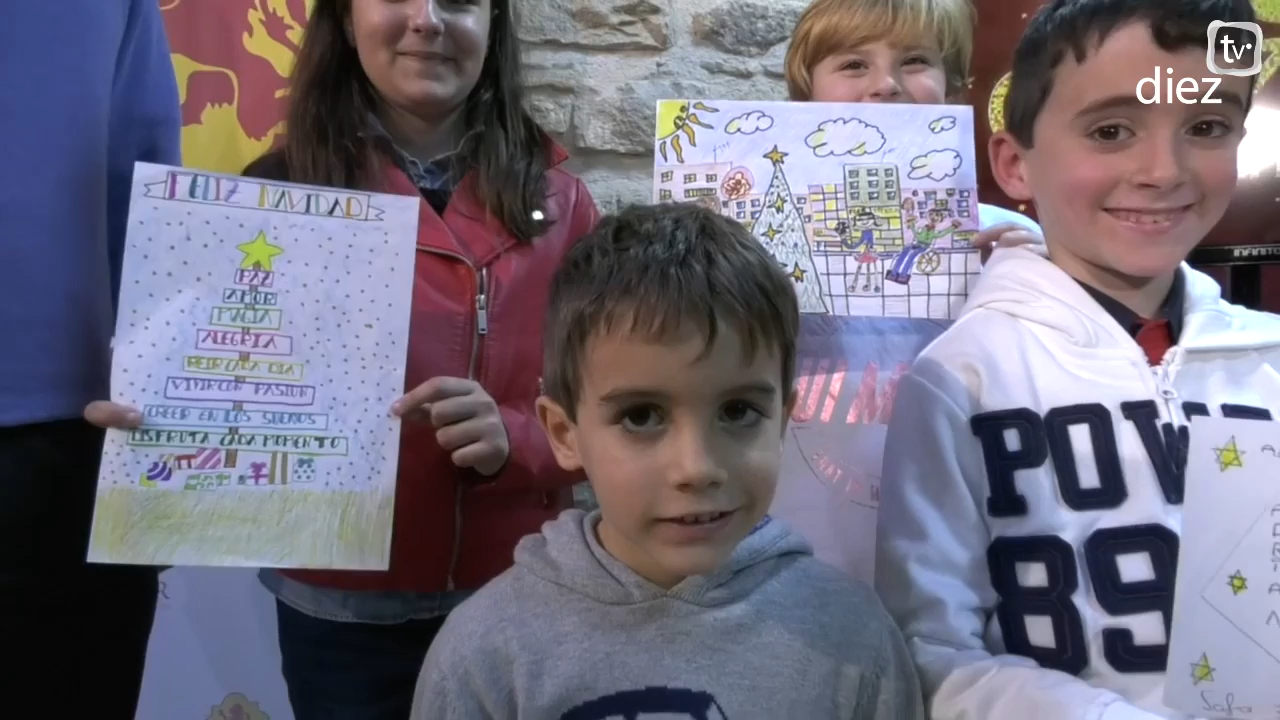 tv
diez
FELIZ NAVIDAD
PAZ
AMOR
MAGIA
ALEGRIA
REIR CADA DIA
VIVIR CON PASION
CREER EN LOS SUEÑOS
DISFRUTA CADA MOMENTO
POW
89